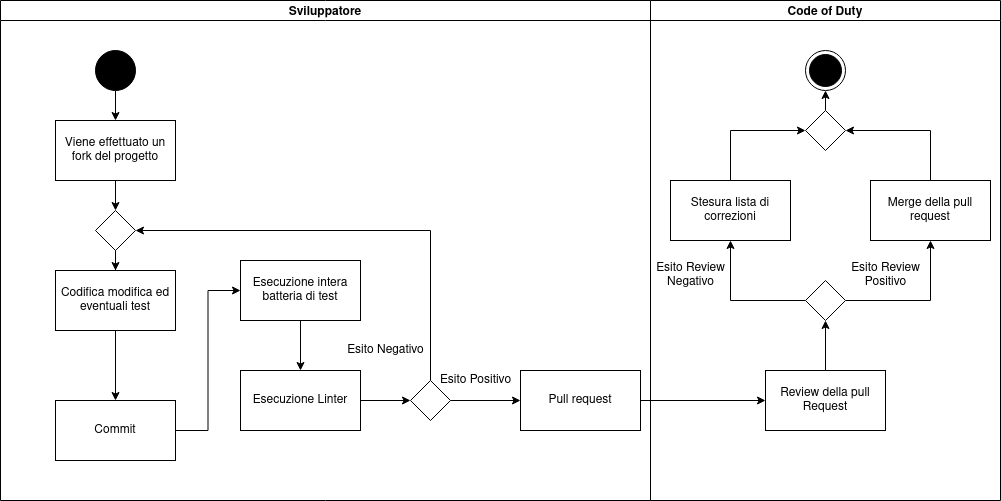 Sviluppatore
Code of Duty
Viene effettuato un
fork del progetto
Codifica modifica ed
eventuali test
Commit
Esecuzione intera
batteria di test
Esecuzione Linter
Esito Negativo
Esito Positivo
Pull request
Review della pull
Request
Esito Review
Negativo
Esito Review
Positivo
Stesura lista di
correzioni
Merge della pull
request